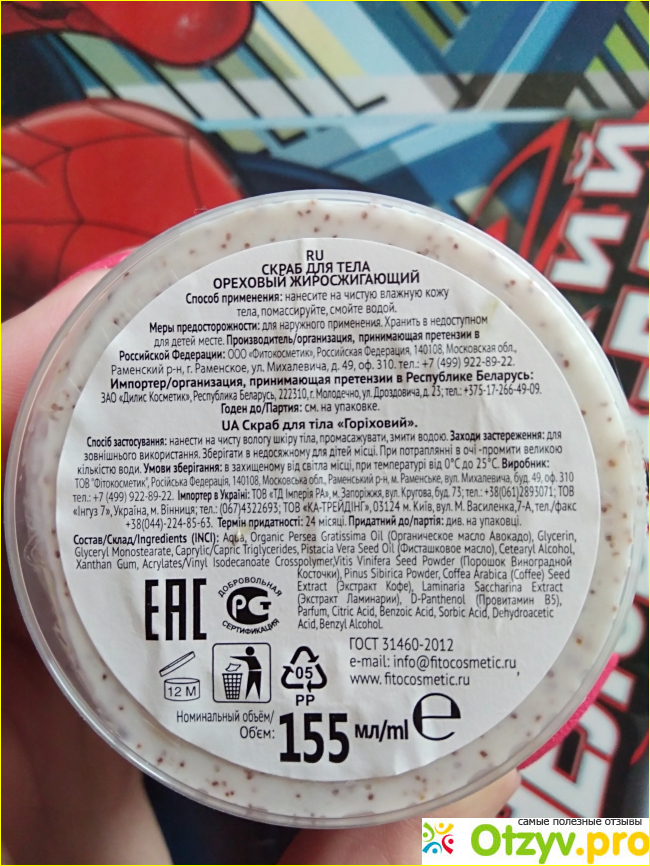 RU
СКРАБ ДЛЯ ТЕЛА
ОРЕХОВЫЙ ЖИРОСЖИГАЮЩИЙ
Способ применения: нанесите на чистую влажную кожу
тела, помассируйте, смойте водой.
Меры предосторожности: для наружного применения. Хранить в недоступном
для детей месте. Производитель/организация, принимающая претензии в
Российской Федерации: ООО «Фитокосметик», Российская Федерация, 140108, Московская обл.,
Раменский р-н, г. Раменское, ул. Михалевича, д. 49, оф. 310. тел.: +7 (499) 922-89-22.
Импортер/организация, принимающая претензии в Республике Беларусь:
ЗАО «Дилис Косметик», Республика Беларусь, 222310, г. Молодечно, ул. Дроздовича, д. 23; тел.: +375-17-266-49-09.
Годен до/Партия: см. на упаковке.
UA Скраб для тіла «Горіховий».
Спосіб застосування: нанести на чисту вологу шкіру тіла, промасажувати, змити водою. Заходи застереження: для
зовнішнього використання. Зберігати в недосяжному для дітей місці. При потраплянні в очі -промити великою
кількістю води. Умови зберігання: в захищеному від світла місці, при температурі від 0°С до 25°С. Виробник:
ТОВ "Фітокосметік", Російська Федерація, 140108, Московська обл., Раменський р-н, м. Раменське, вул. Михалевича, буд. 49, оф. 310
тел.: +7 (499) 922-89-22. Імпортер в Україні: ТОВ «ТД Імперія РА», м. Запоріжжя, вул. Кругова, буд. 73; тел.: +38(061)2893071; ТОВ
«Інгуз 7», Україна, м. Вінниця; тел.: (067)4322693; ТОВ «КА-ТРЕЙДІНГ», 03124 м. Київ, вул. М. Василенка,7-А, тел./факс
+38(044)-224-85-63. Термін придатності: 24 місяці. Придатний до/партія: див. на упаковці.
Состав/Склад/Ingredients (INCI): Aqua, Organic Persea Gratissima Oil (Органическое масло Авокадо), Glycerin,
Glyceryl Monostearate, Caprylic/Capric Triglycerides, Pistacia Vera Seed Oil (Фисташковое масло), Cetearyl Alcohol,
Xanthan Gum, Acrylates/Vinyl Isodecanoate Crosspolymer,Vitis Vinifera Seed Powder (Порошок Виноградной
Косточки), Pinus Sibirica Powder, Coffea Arabica (Coffee) Seed
Extract (Экстракт Кофе), Laminaria Saccharina Extract
(Экстракт Ламинарии), D-Panthenol (Провитамин B5),
Parfum, Citric Acid, Benzoic Acid, Sorbic Acid, Dehydroacetic
Acid, Benzyl Alcohol.
ЕАС
ДОБРОВОЛЬНАЯ
РСТ
СЕРТИФИКАЦИЯ
ГОСТ 31460-2012
e-mail: info@fitocosmetic.ru
www.fitocosmetic.ru
12 M
05
PP
Номинальный объём/
Обʼєм:
155 мл/ml e
самые полезные отзывы
Otzyv.pro